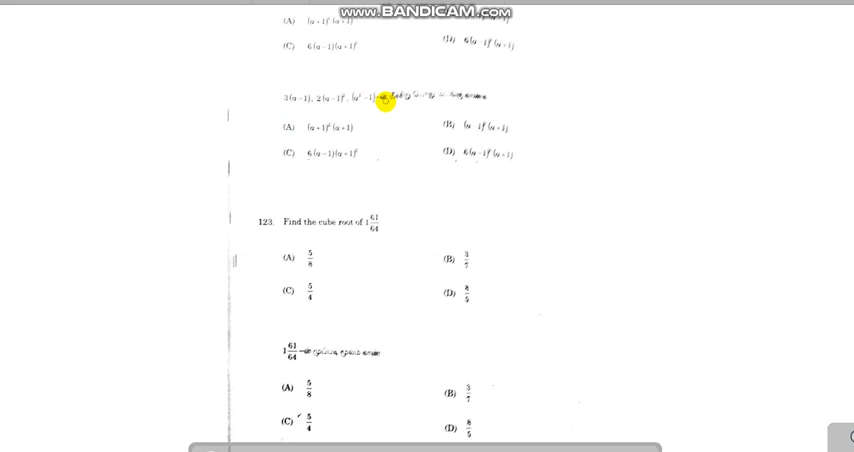 www.BANDICAM.com
(A) (a+1)² (a+1)
(C) 6(a−1)(a+1)² (D) 6(a−1)² (a+1)
3(a−1), 2(a−1)², (a²−1)
(A) (a+1)² (a+1) (B) (a−1)² (a+1)
(C) 6(a−1)(a+1)² (D) 6(a−1)² (a+1)
123. Find the cube root of 1 61/64
(A) 5/8 (B) 3/7
(C) 5/4 (D) 8/5
1 61/64
(A) 5/8 (B) 3/7
(C) 5/4 (D) 8/5